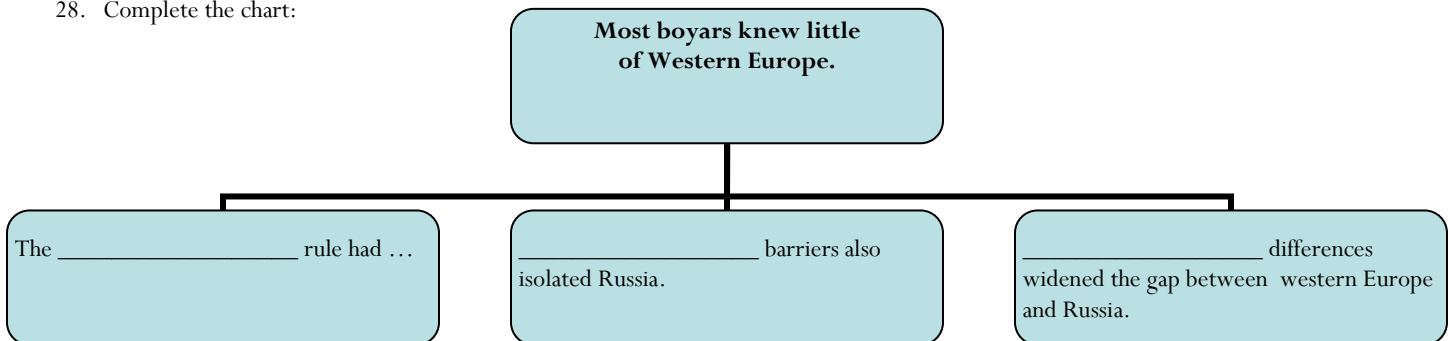 28. Complete the chart:
Most boyars knew little
of Western Europe.
The ____________________ rule had …
____________________ barriers also
isolated Russia.
____________________ differences
widened the gap between western Europe
and Russia.